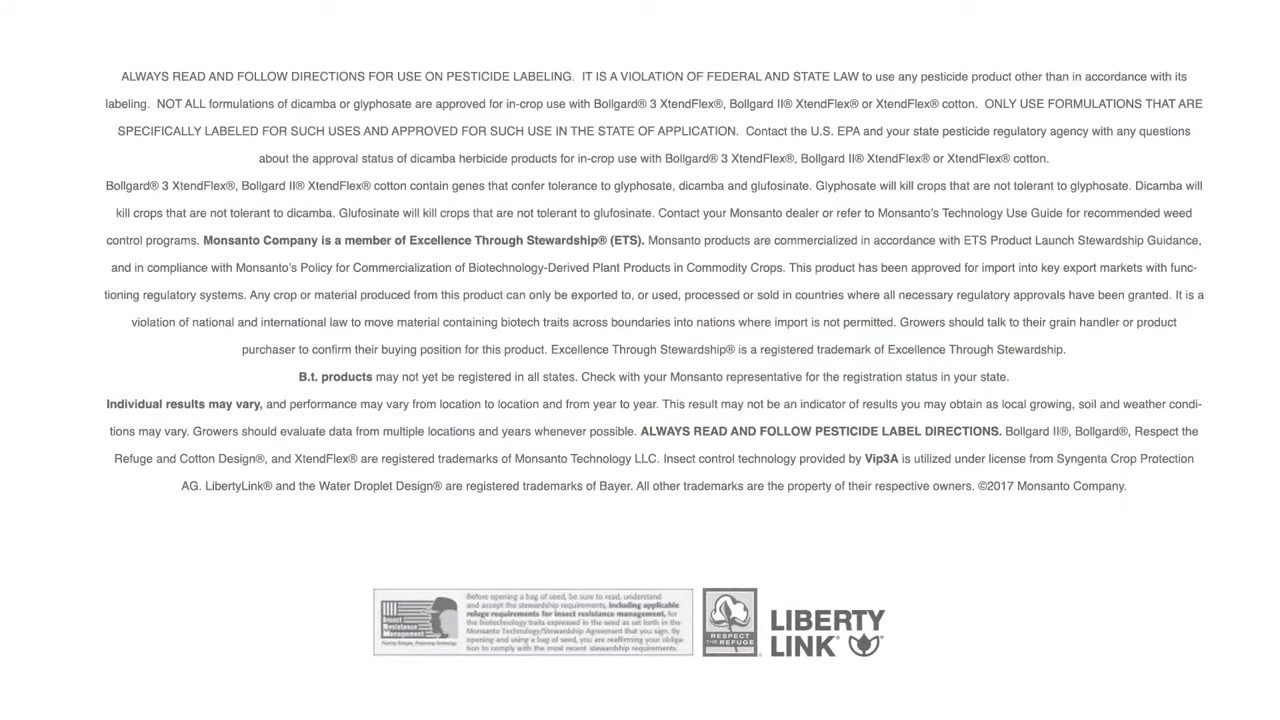 ALWAYS READ AND FOLLOW DIRECTIONS FOR USE ON PESTICIDE LABELING.  IT IS A VIOLATION OF FEDERAL AND STATE LAW to use any pesticide product other than in accordance with its
labeling.  NOT ALL formulations of dicamba or glyphosate are approved for in-crop use with Bollgard® 3 XtendFlex®, Bollgard II® XtendFlex® or XtendFlex® cotton.  ONLY USE FORMULATIONS THAT ARE
SPECIFICALLY LABELED FOR SUCH USES AND APPROVED FOR SUCH USE IN THE STATE OF APPLICATION.  Contact the U.S. EPA and your state pesticide regulatory agency with any questions
about the approval status of dicamba herbicide products for in-crop use with Bollgard® 3 XtendFlex®, Bollgard II® XtendFlex® or XtendFlex® cotton.
Bollgard® 3 XtendFlex®, Bollgard II® XtendFlex® cotton contain genes that confer tolerance to glyphosate, dicamba and glufosinate. Glyphosate will kill crops that are not tolerant to glyphosate. Dicamba will
kill crops that are not tolerant to dicamba. Glufosinate will kill crops that are not tolerant to glufosinate. Contact your Monsanto dealer or refer to Monsanto's Technology Use Guide for recommended weed
control programs. Monsanto Company is a member of Excellence Through Stewardship® (ETS). Monsanto products are commercialized in accordance with ETS Product Launch Stewardship Guidance,
and in compliance with Monsanto's Policy for Commercialization of Biotechnology-Derived Plant Products in Commodity Crops. This product has been approved for import into key export markets with func-
tioning regulatory systems. Any crop or material produced from this product can only be exported to, or used, processed or sold in countries where all necessary regulatory approvals have been granted. It is a
violation of national and international law to move material containing biotech traits across boundaries into nations where import is not permitted. Growers should talk to their grain handler or product
purchaser to confirm their buying position for this product. Excellence Through Stewardship® is a registered trademark of Excellence Through Stewardship.
B.t. products may not yet be registered in all states. Check with your Monsanto representative for the registration status in your state.
Individual results may vary, and performance may vary from location to location and from year to year. This result may not be an indicator of results you may obtain as local growing, soil and weather condi-
tions may vary. Growers should evaluate data from multiple locations and years whenever possible. ALWAYS READ AND FOLLOW PESTICIDE LABEL DIRECTIONS. Bollgard II®, Bollgard®, Respect the
Refuge and Cotton Design®, and XtendFlex® are registered trademarks of Monsanto Technology LLC. Insect control technology provided by Vip3A is utilized under license from Syngenta Crop Protection
AG. LibertyLink® and the Water Droplet Design® are registered trademarks of Bayer. All other trademarks are the property of their respective owners. ©2017 Monsanto Company.
Insect
Resistance
Management
Before opening a bag of seed, be sure to read, understand
and accept the stewardship requirements, including applicable
refuge requirements for insect resistance management, for
the biotechnology traits expressed in the seed as set forth in the
Monsanto Technology/Stewardship Agreement that you sign. By
opening and using a bag of seed, you are reaffirming your obliga-
tion to comply with the most recent stewardship requirements.
RESPECT
THE REFUGE
LIBERTY
LINK®